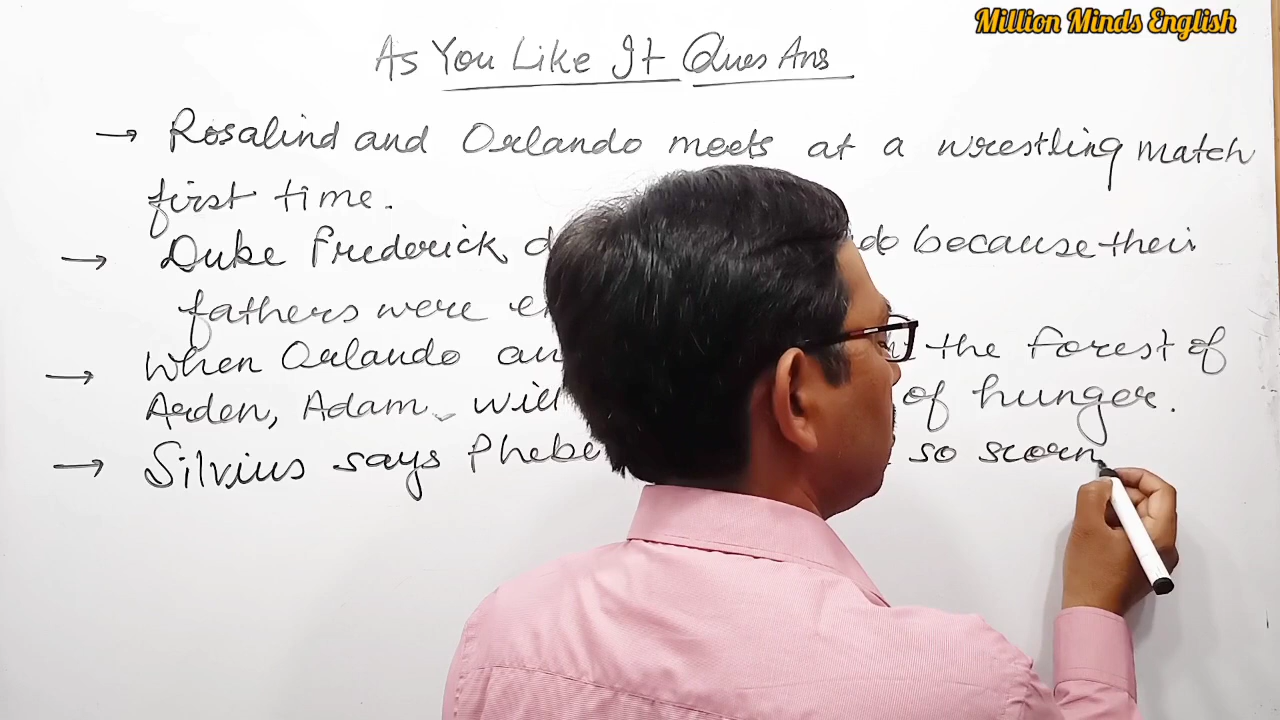 Million Minds English
As You Like It Ques Ans
→ Rosalind and Orlando meets at a wrestling match
first time.
→ Duke Frederick because their
fathers were
→ When Orlando the forest of
Arden, Adam of hunger.
→ Silvius says Phebe so scorn